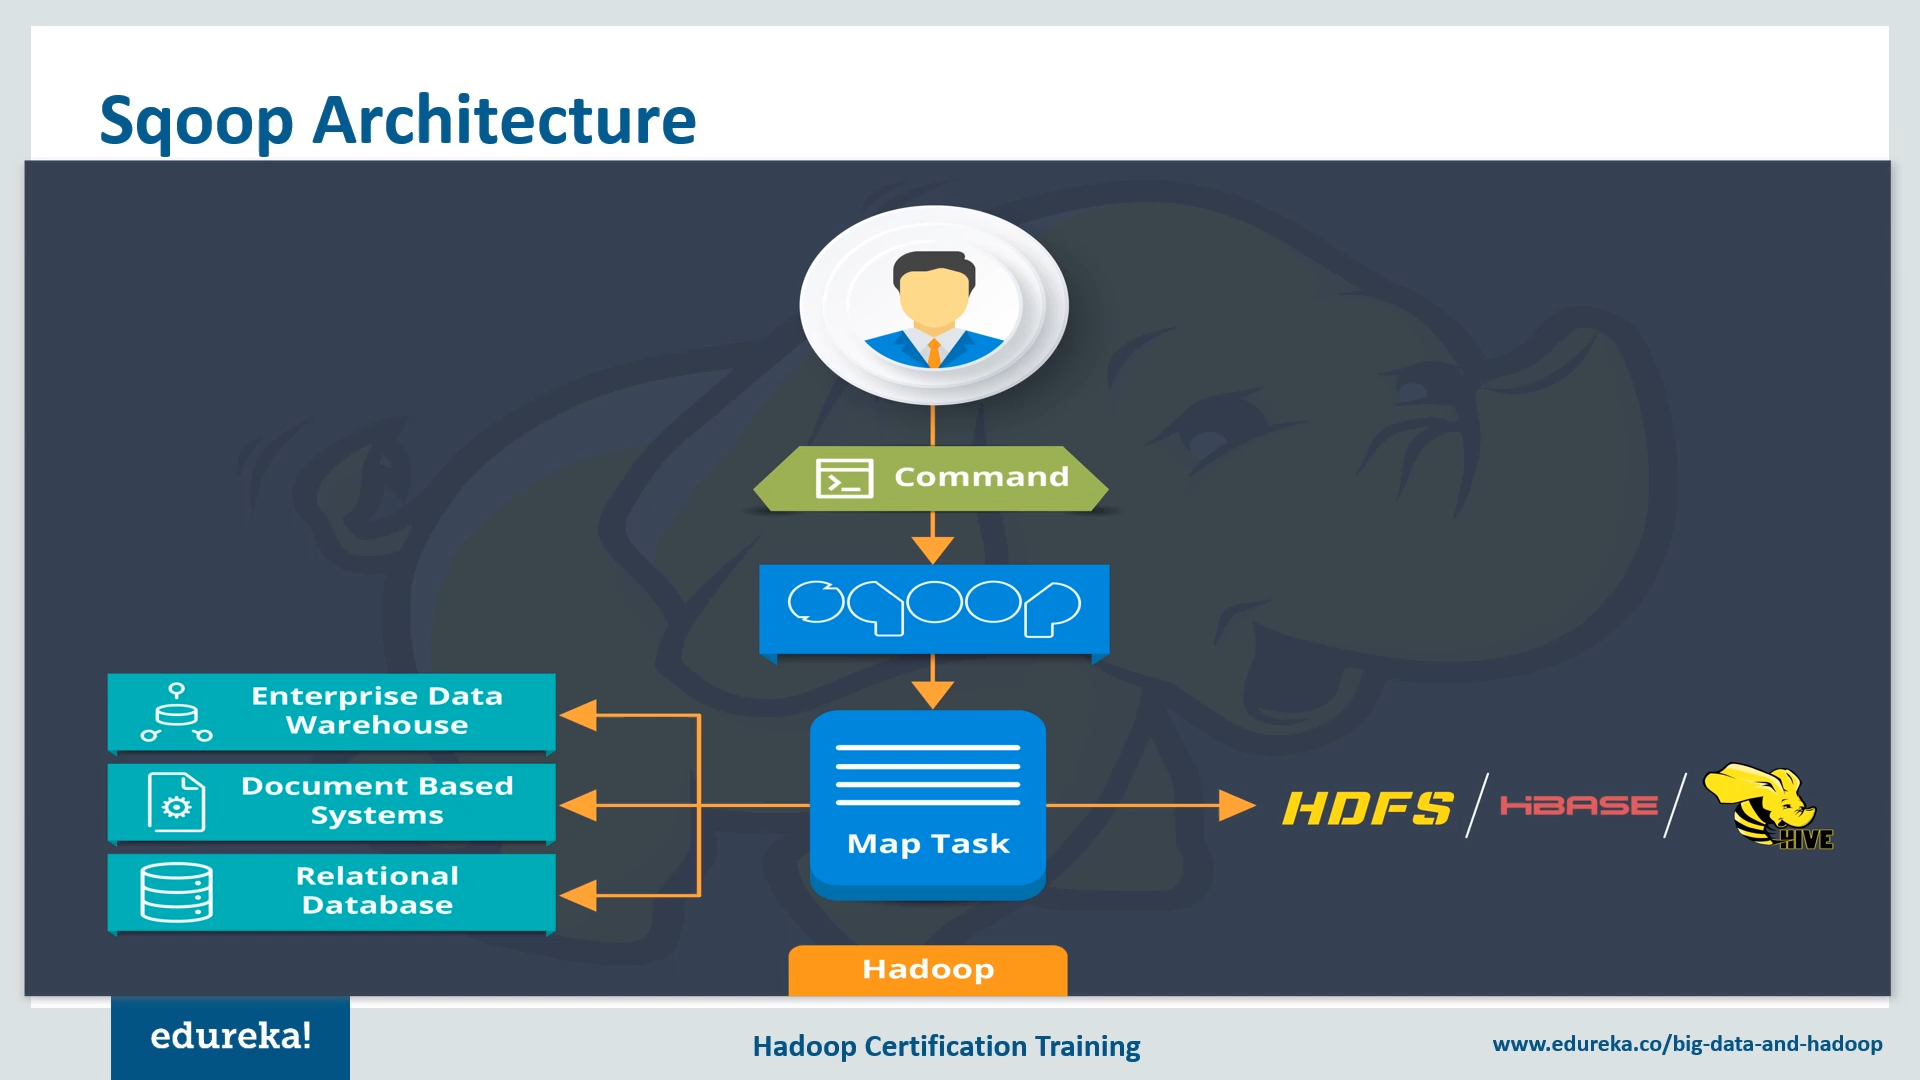 Sqoop Architecture
Command
sqoop
Enterprise Data
Warehouse
Document Based
Systems
Relational
Database
Map Task
HDFS
HBASE
HIVE
Hadoop
edureka!
Hadoop Certification Training
www.edureka.co/big-data-and-hadoop